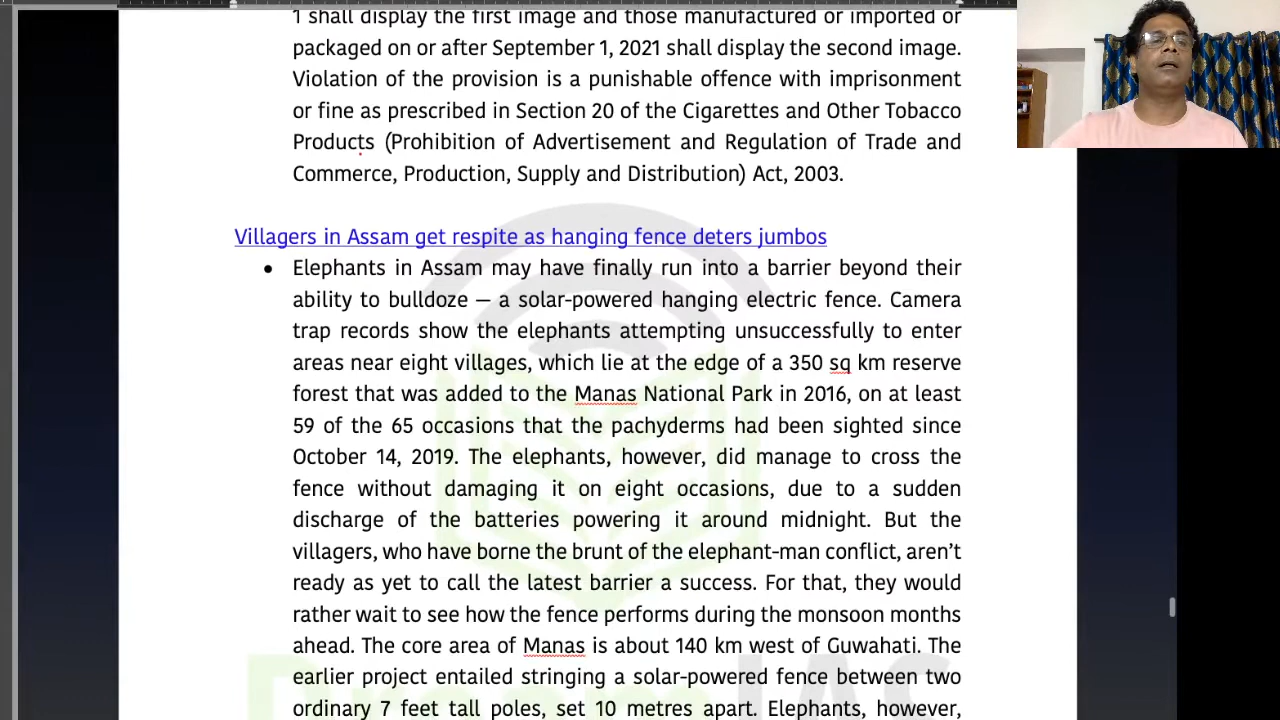 1 shall display the first image and those manufactured or imported or
packaged on or after September 1, 2021 shall display the second image.
Violation of the provision is a punishable offence with imprisonment
or fine as prescribed in Section 20 of the Cigarettes and Other Tobacco
Products (Prohibition of Advertisement and Regulation of Trade and
Commerce, Production, Supply and Distribution) Act, 2003.
Villagers in Assam get respite as hanging fence deters jumbos
• Elephants in Assam may have finally run into a barrier beyond their
ability to bulldoze — a solar-powered hanging electric fence. Camera
trap records show the elephants attempting unsuccessfully to enter
areas near eight villages, which lie at the edge of a 350 sq km reserve
forest that was added to the Manas National Park in 2016, on at least
59 of the 65 occasions that the pachyderms had been sighted since
October 14, 2019. The elephants, however, did manage to cross the
fence without damaging it on eight occasions, due to a sudden
discharge of the batteries powering it around midnight. But the
villagers, who have borne the brunt of the elephant-man conflict, aren't
ready as yet to call the latest barrier a success. For that, they would
rather wait to see how the fence performs during the monsoon months
ahead. The core area of Manas is about 140 km west of Guwahati. The
earlier project entailed stringing a solar-powered fence between two
ordinary 7 feet tall poles, set 10 metres apart. Elephants, however,